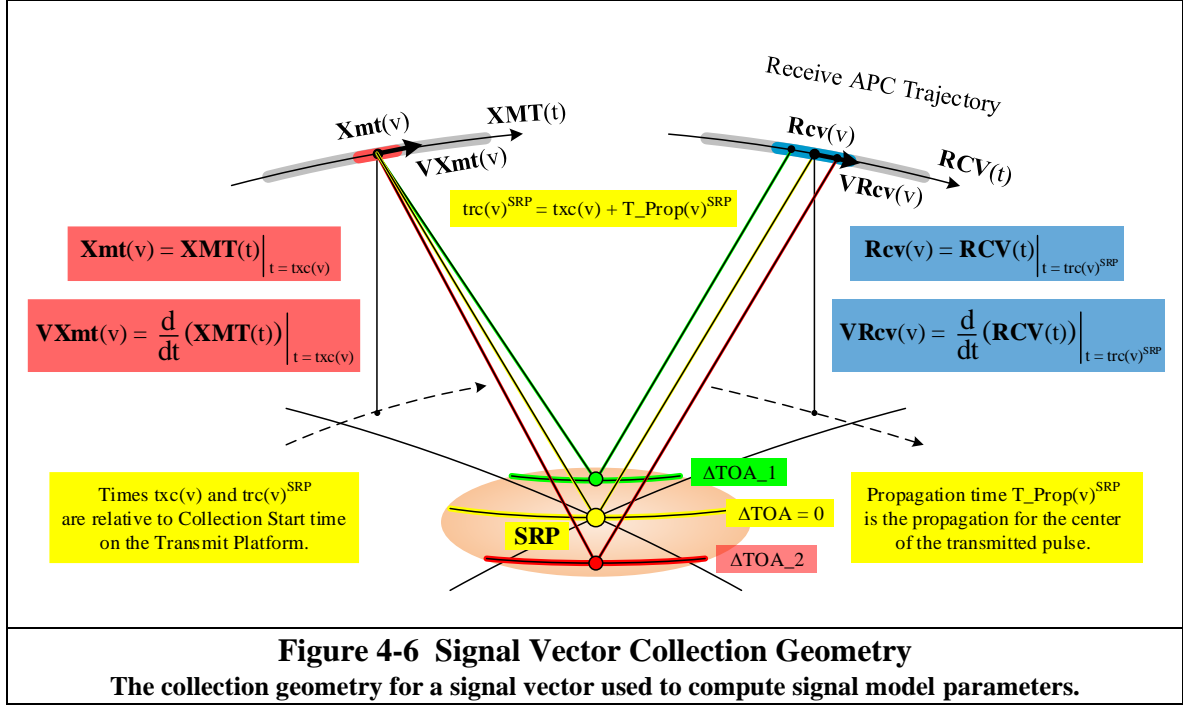 Receive APC Trajectory
Xmt(v)
XMT(t)
VXmt(v)
Rcv(v)
RCV(t)
VRcv(v)
trc(v)^SRP = txc(v) + T_Prop(v)^SRP
Xmt(v) = XMT(t)|t = txc(v)
VXmt(v) = d/dt (XMT(t))|t = txc(v)
Rcv(v) = RCV(t)|t = trc(v)^SRP
VRcv(v) = d/dt (RCV(t))|t = trc(v)^SRP
Times txc(v) and trc(v)^SRP
are relative to Collection Start time
on the Transmit Platform.
SRP
ΔTOA_1
ΔTOA = 0
ΔTOA_2
Propagation time T_Prop(v)^SRP
is the propagation for the center
of the transmitted pulse.
Figure 4-6 Signal Vector Collection Geometry
The collection geometry for a signal vector used to compute signal model parameters.